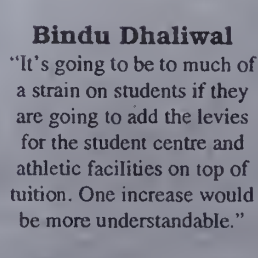 Bindu Dhaliwal
“It's going to be to much of
a strain on students if they
are going to add the levies
for the student centre and
athletic facilities on top of
tuition. One increase would
be more understandable.”